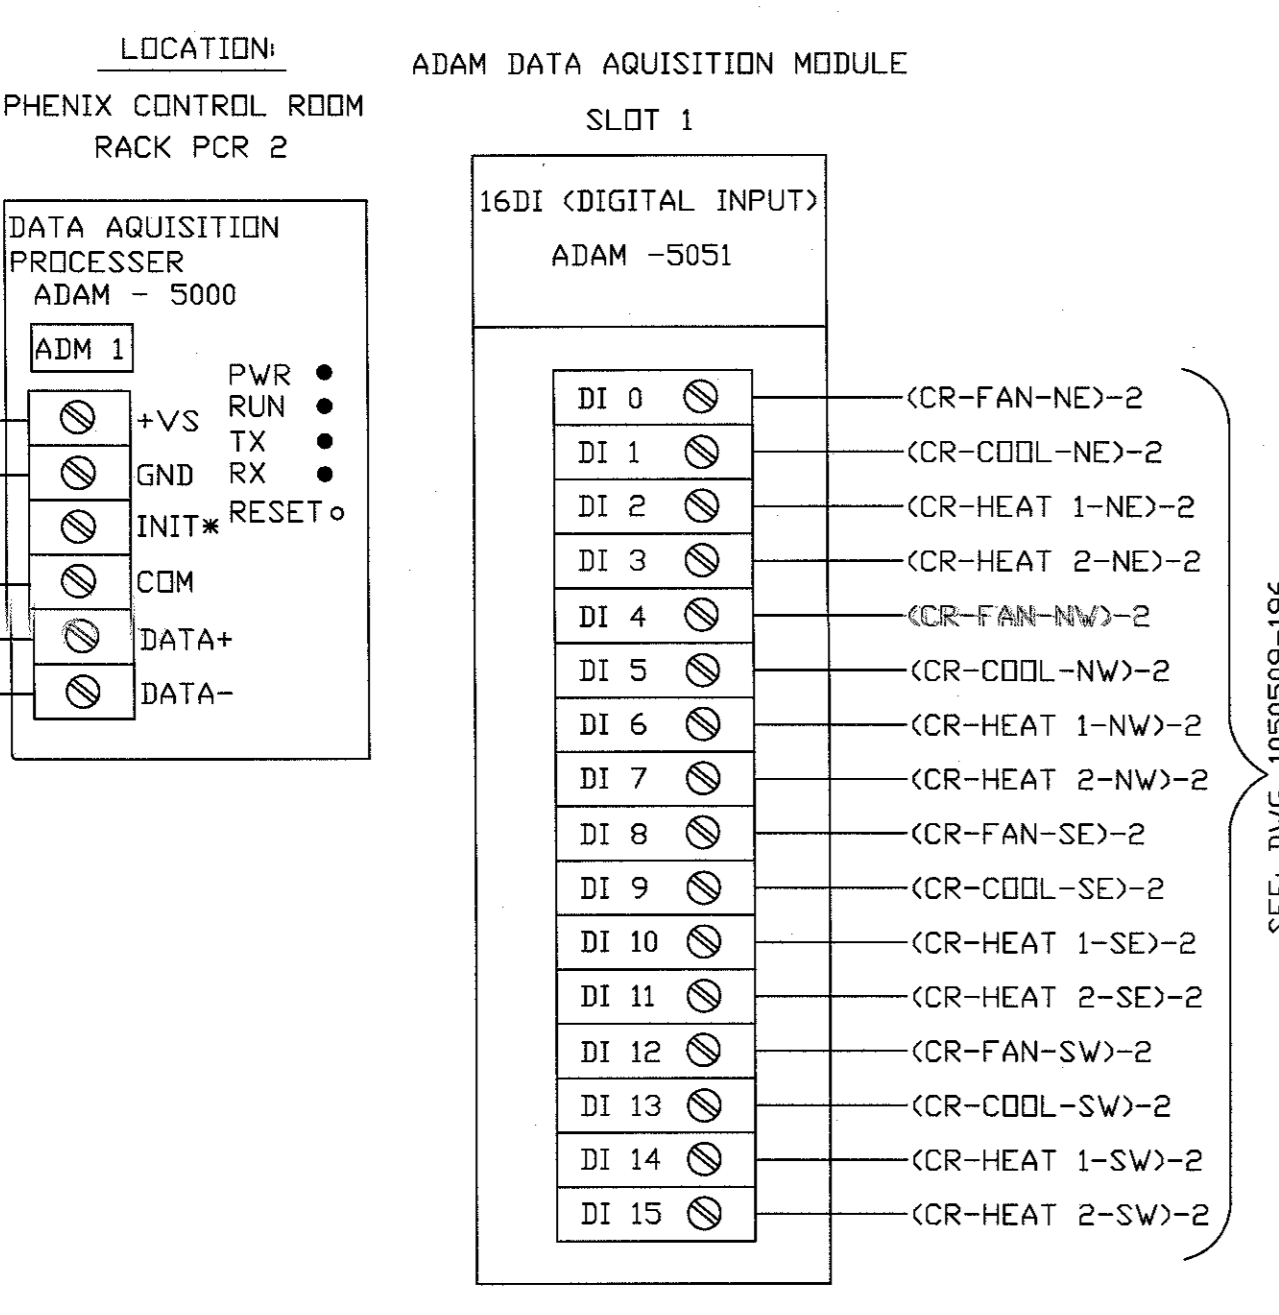 LOCATION:
PHENIX CONTROL ROOM
RACK PCR 2
DATA AQUISITION
PROCESSER
ADAM - 5000
ADM 1
PWR
RUN
TX
RX
RESET
+VS
GND
INIT*
COM
DATA+
DATA-
ADAM DATA AQUISITION MODULE
SLOT 1
16DI (DIGITAL INPUT)
ADAM -5051
DI 0 (CR-FAN-NE)-2
DI 1 (CR-COOL-NE)-2
DI 2 (CR-HEAT 1-NE)-2
DI 3 (CR-HEAT 2-NE)-2
DI 4 (CR-FAN-NW)-2
DI 5 (CR-COOL-NW)-2
DI 6 (CR-HEAT 1-NW)-2
DI 7 (CR-HEAT 2-NW)-2
DI 8 (CR-FAN-SE)-2
DI 9 (CR-COOL-SE)-2
DI 10 (CR-HEAT 1-SE)-2
DI 11 (CR-HEAT 2-SE)-2
DI 12 (CR-FAN-SW)-2
DI 13 (CR-COOL-SW)-2
DI 14 (CR-HEAT 1-SW)-2
DI 15 (CR-HEAT 2-SW)-2